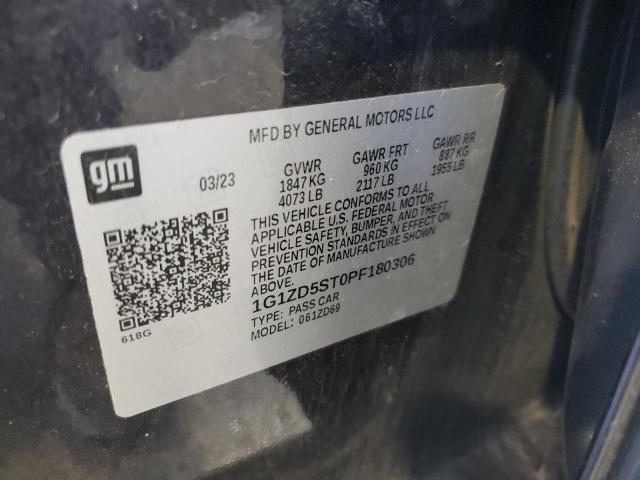 gm
MFD BY GENERAL MOTORS LLC
03/23
GVWR
1847 KG
4073 LB
GAWR FRT
960 KG
2117 LB
GAWR RR
887 KG
1955 LB
THIS VEHICLE CONFORMS TO ALL
APPLICABLE U.S. FEDERAL MOTOR
VEHICLE SAFETY, BUMPER, AND THEFT
PREVENTION STANDARDS IN EFFECT ON
THE DATE OF MANUFACTURE SHOWN
ABOVE.
1G1ZD5ST0PF180306
TYPE: PASS CAR
MODEL: 061ZD69
618G